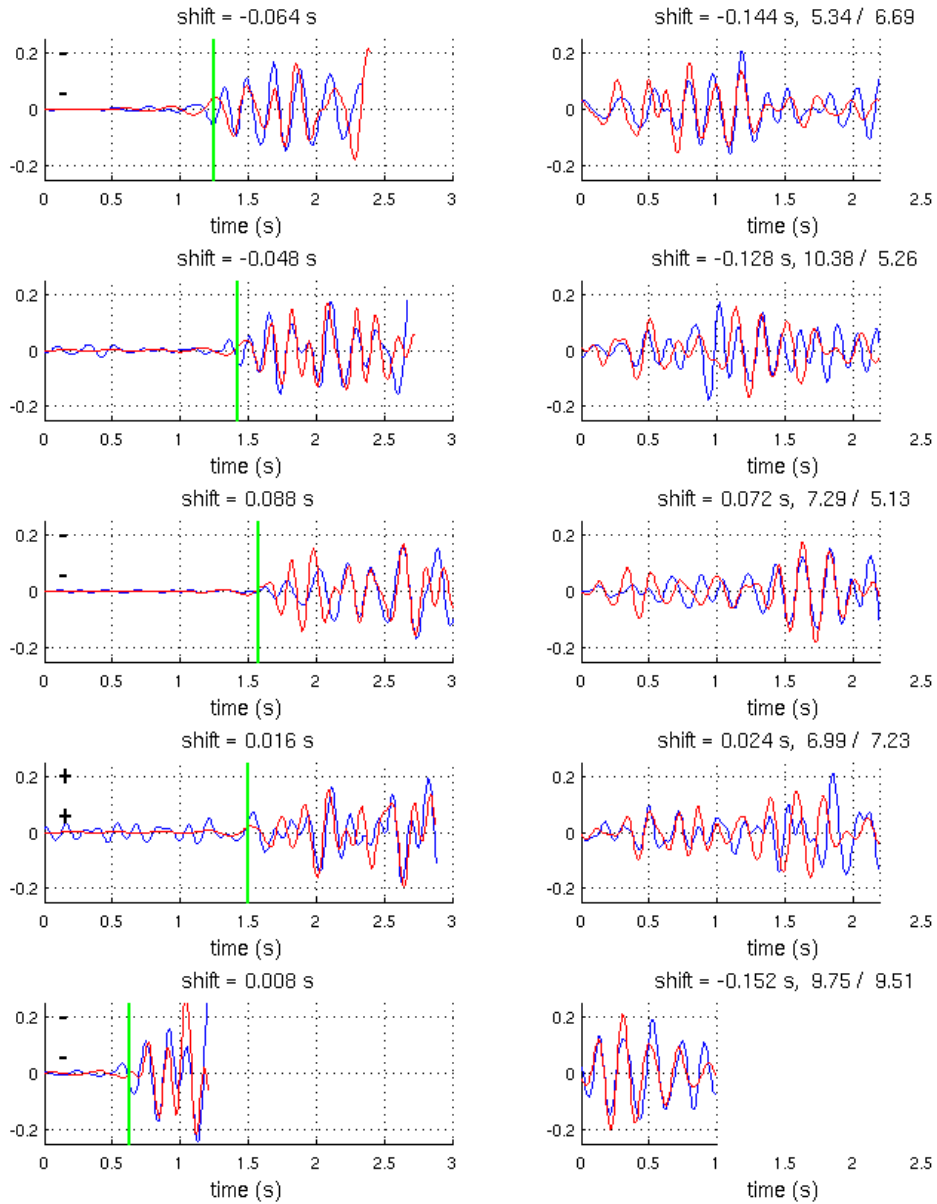 shift = -0.064 s
shift = -0.144 s, 5.34 / 6.69
0.2
0
-0.2
-
-
0.2
0
-0.2
0 0.5 1 1.5 2 2.5 3
0 0.5 1 1.5 2 2.5
time (s)
time (s)
shift = -0.048 s
shift = -0.128 s, 10.38 / 5.26
0.2
0
-0.2
0.2
0
-0.2
0 0.5 1 1.5 2 2.5 3
0 0.5 1 1.5 2 2.5
time (s)
time (s)
shift = 0.088 s
shift = 0.072 s, 7.29 / 5.13
0.2
0
-0.2
-
-
0.2
0
-0.2
0 0.5 1 1.5 2 2.5 3
0 0.5 1 1.5 2 2.5
time (s)
time (s)
shift = 0.016 s
shift = 0.024 s, 6.99 / 7.23
0.2
0
-0.2
+
+
0.2
0
-0.2
0 0.5 1 1.5 2 2.5 3
0 0.5 1 1.5 2 2.5
time (s)
time (s)
shift = 0.008 s
shift = -0.152 s, 9.75 / 9.51
0.2
0
-0.2
-
-
0.2
0
-0.2
0 0.5 1 1.5 2 2.5 3
0 0.5 1 1.5 2 2.5
time (s)
time (s)